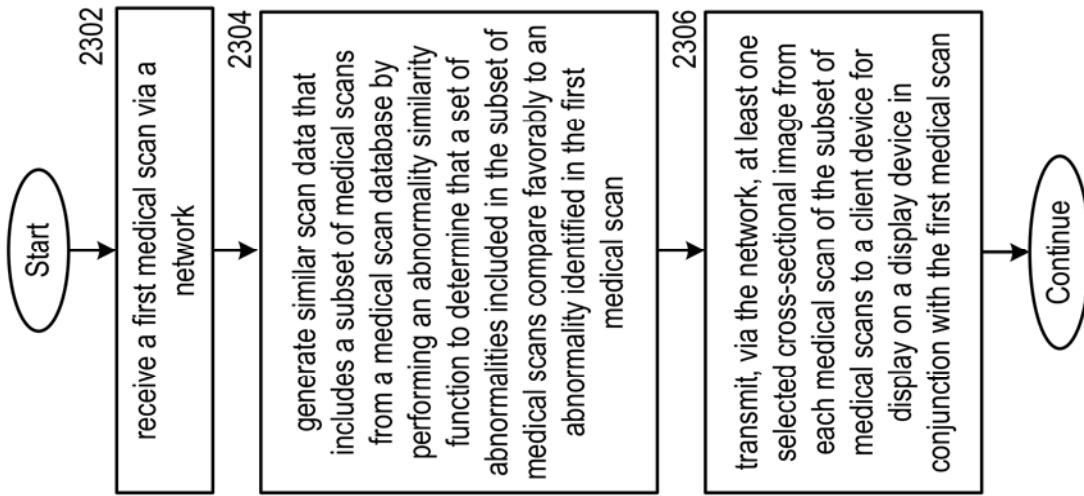 Start
2302
receive a first medical scan via a
network
2304
generate similar scan data that
includes a subset of medical scans
from a medical scan database by
performing an abnormality similarity
function to determine that a set of
abnormalities included in the subset of
medical scans compare favorably to an
abnormality identified in the first
medical scan
2306
transmit, via the network, at least one
selected cross-sectional image from
each medical scan of the subset of
medical scans to a client device for
display on a display device in
conjunction with the first medical scan
Continue